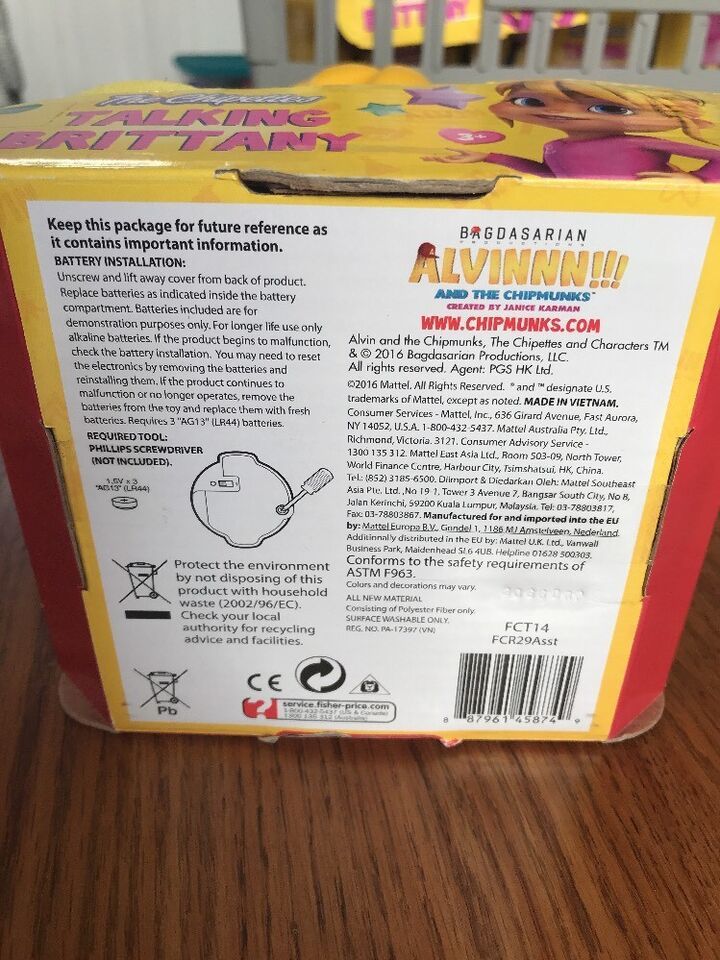 BRITTANY
The Chipettes
TALKING
BRITTANY
3+
Keep this package for future reference as
it contains important information.
BATTERY INSTALLATION:
Unscrew and lift away cover from back of product.
Replace batteries as indicated inside the battery
compartment. Batteries included are for
demonstration purposes only. For longer life use only
alkaline batteries. If the product begins to malfunction,
check the battery installation. You may need to reset
the electronics by removing the batteries and
reinstalling them. If the product continues to
malfunction or no longer operates, remove the
batteries from the toy and replace them with fresh
batteries. Requires 3 "AG13" (LR44) batteries.
REQUIRED TOOL:
PHILLIPS SCREWDRIVER
(NOT INCLUDED).
1,5V x 3
"AG13" (LR44)
Protect the environment
by not disposing of this
product with household
waste (2002/96/EC).
Check your local
authority for recycling
advice and facilities.
Pb
CE
?
service.fisher-price.com
1-800-432-5437 (US & Canada)
1300 135 312 (Australia)
BAGDASARIAN
PRODUCTIONS
ALVINNN!!!
AND THE CHIPMUNKS™
CREATED BY JANICE KARMAN
WWW.CHIPMUNKS.COM
Alvin and the Chipmunks, The Chipettes and Characters TM
& © 2016 Bagdasarian Productions, LLC.
All rights reserved. Agent: PGS HK Ltd.
©2016 Mattel. All Rights Reserved. ® and ™ designate U.S.
trademarks of Mattel, except as noted. MADE IN VIETNAM.
Consumer Services - Mattel, Inc., 636 Girard Avenue, East Aurora,
NY 14052, U.S.A. 1-800-432-5437. Mattel Australia Pty. Ltd.,
Richmond, Victoria. 3121. Consumer Advisory Service -
1300 135 312. Mattel East Asia Ltd., Room 503-09, North Tower,
World Finance Centre, Harbour City, Tsimshatsui, HK, China.
Tel.: (852) 3185-6500. Diimport & Diedarkan Oleh: Mattel Southeast
Asia Pte. Ltd., No 19-1, Tower 3 Avenue 7, Bangsar South City, No 8,
Jalan Kerinchi, 59200 Kuala Lumpur, Malaysia. Tel: 03-78803817,
Fax: 03-78803867. Manufactured for and imported into the EU
by: Mattel Europa B.V., Gondel 1, 1186 MJ Amstelveen, Nederland.
Additionally distributed in the EU by: Mattel U.K. Ltd., Vanwall
Business Park, Maidenhead SL6 4UB. Helpline 01628 500303.
Conforms to the safety requirements of
ASTM F963.
Colors and decorations may vary.
ALL NEW MATERIAL
Consisting of Polyester Fiber only.
SURFACE WASHABLE ONLY.
REG. NO. PA-17397 (VN)
FCT14
FCR29Asst
8 87961 45874 9